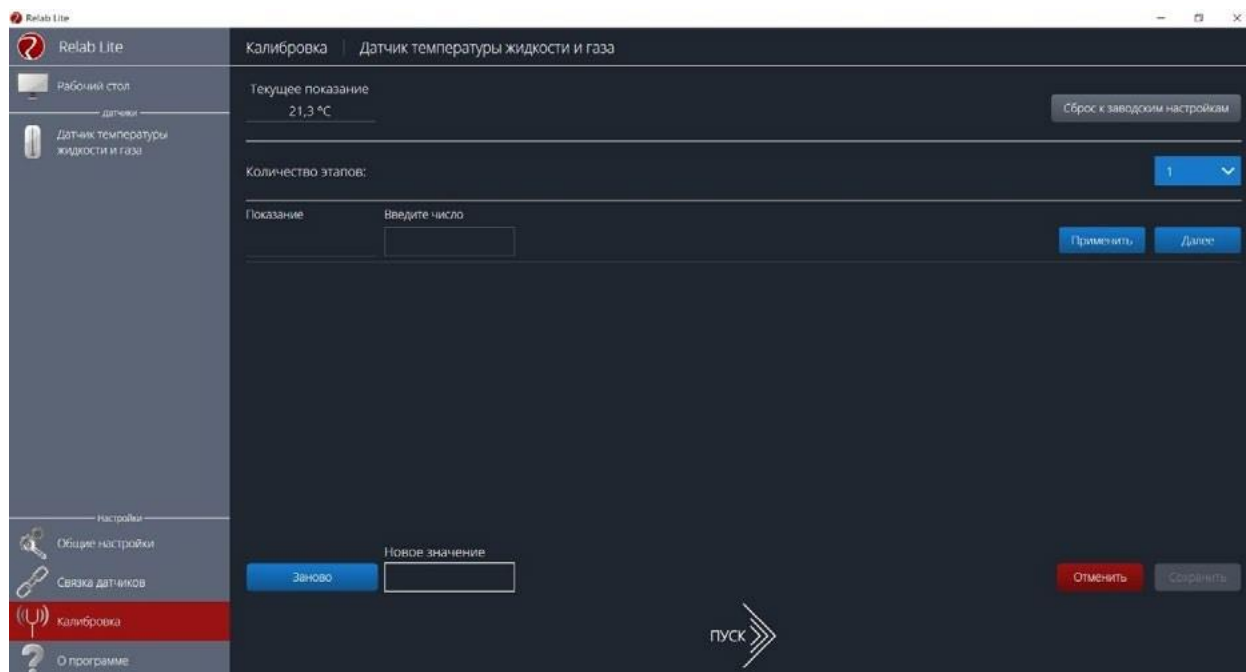 Relab Lite
Relab Lite
Рабочий стол
датчики
Датчик температуры
жидкости и газа
Калибровка
Датчик температуры жидкости и газа
Текущее показание
21,3 °C
Сброс к заводским настройкам
Количество этапов:
1
Показание
Введите число
Применить
Далее
Настройки
Общие настройки
Связка датчиков
Калибровка
О программе
Новое значение
Заново
Отменить
Сохранить
ПУСК